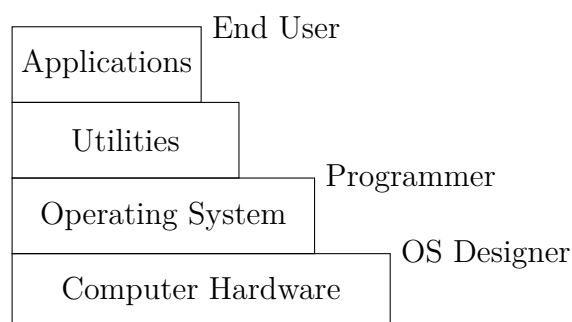 End User
Applications
Utilities
Programmer
Operating System
OS Designer
Computer Hardware